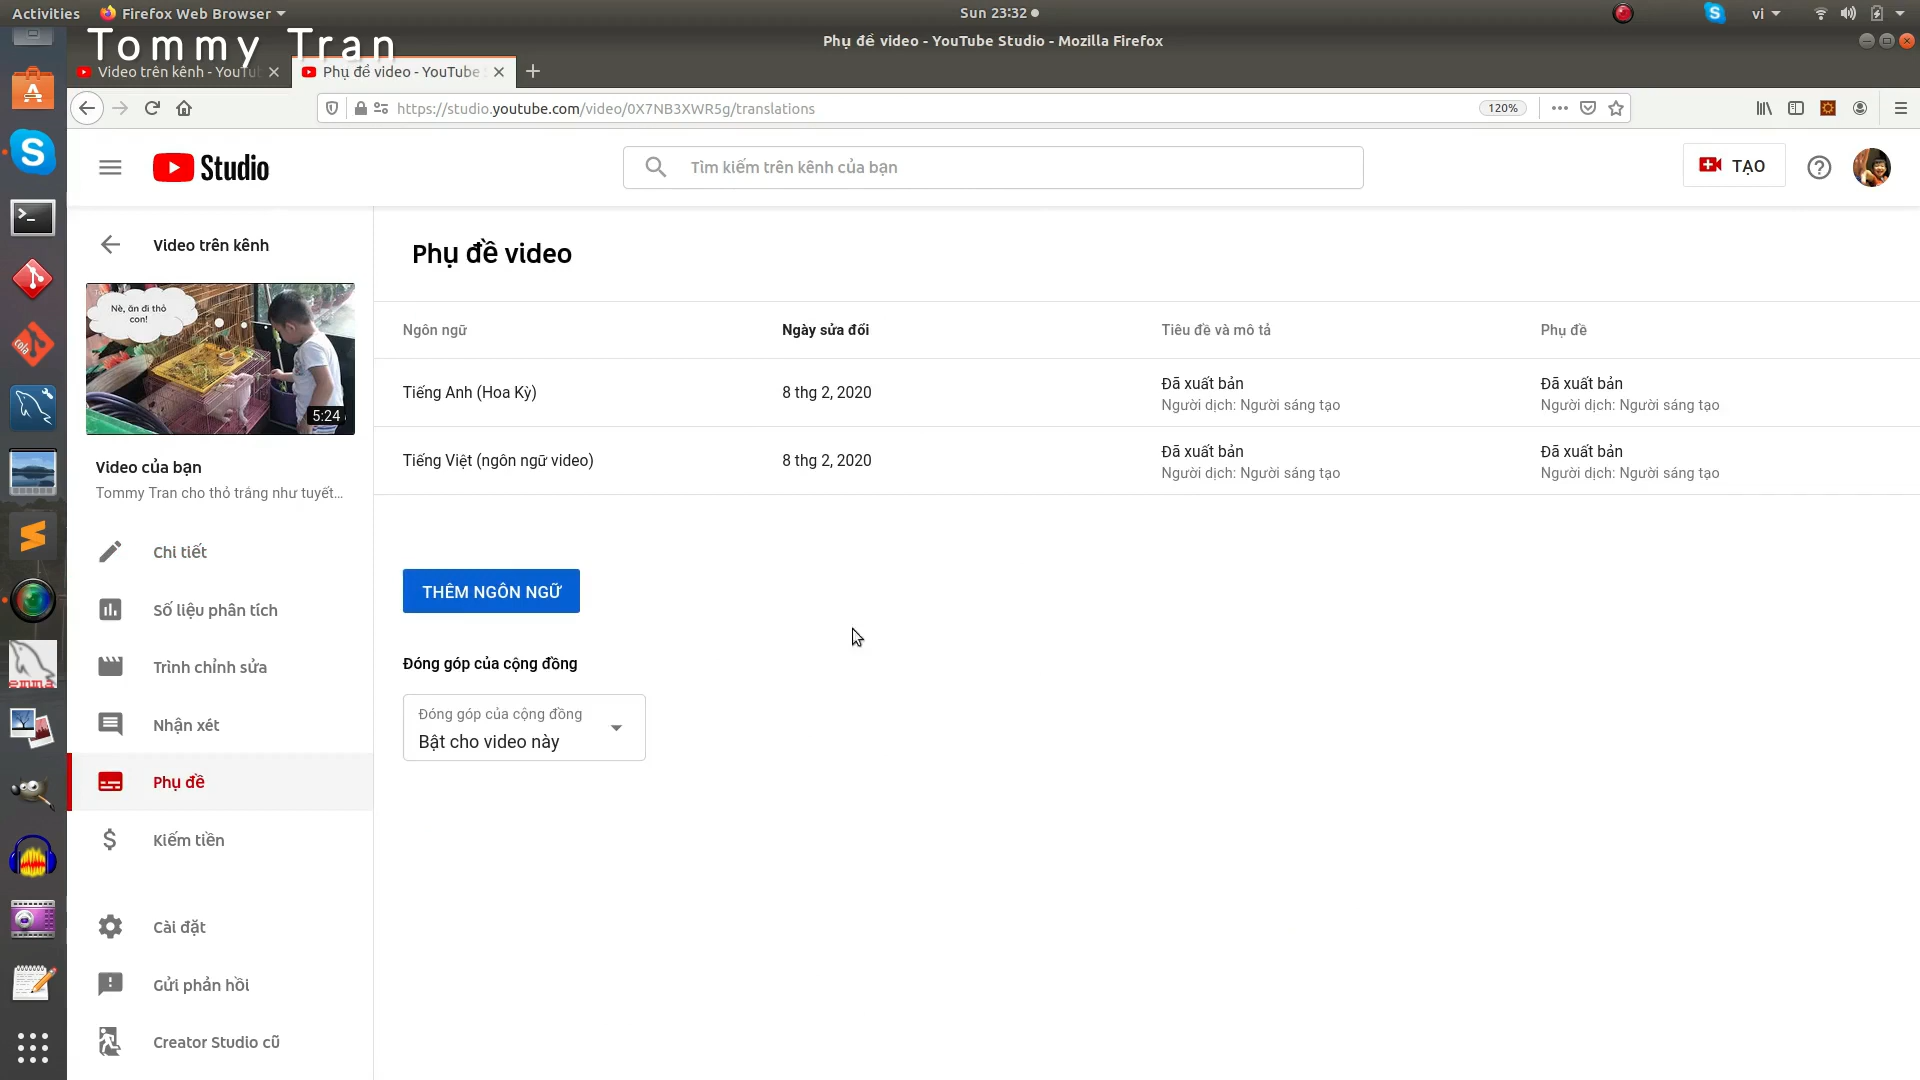 Activities
Firefox Web Browser
Sun 23:32
vi
Tommy Tran
Phụ đề video - YouTube Studio - Mozilla Firefox
Video trên kênh - YouTu
Phụ đề video - YouTube
https://studio.youtube.com/video/0X7NB3XWR5g/translations
120%
Studio
Tìm kiếm trên kênh của bạn
TẠO
Video trên kênh
Nè, ăn đi thỏ
con!
5:24
Video của bạn
Tommy Tran cho thỏ trắng như tuyết...
Chi tiết
Số liệu phân tích
Trình chỉnh sửa
Nhận xét
Phụ đề
Kiếm tiền
Cài đặt
Gửi phản hồi
Creator Studio cũ
Phụ đề video
Ngôn ngữ
Ngày sửa đổi
Tiêu đề và mô tả
Phụ đề
Tiếng Anh (Hoa Kỳ)
8 thg 2, 2020
Đã xuất bản
Người dịch: Người sáng tạo
Đã xuất bản
Người dịch: Người sáng tạo
Tiếng Việt (ngôn ngữ video)
8 thg 2, 2020
Đã xuất bản
Người dịch: Người sáng tạo
Đã xuất bản
Người dịch: Người sáng tạo
THÊM NGÔN NGỮ
Đóng góp của cộng đồng
Đóng góp của cộng đồng
Bật cho video này